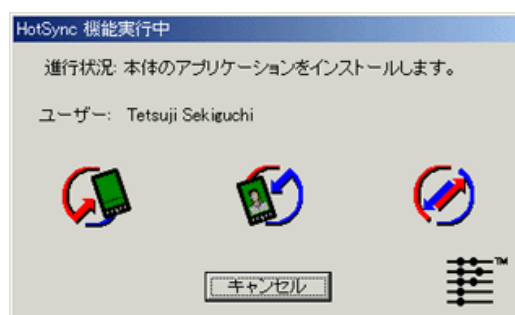 HotSync 機能実行中
進行状況: 本体のアプリケーションをインストールします。
ユーザー: Tetsuji Sekiguchi
キャンセル
TM